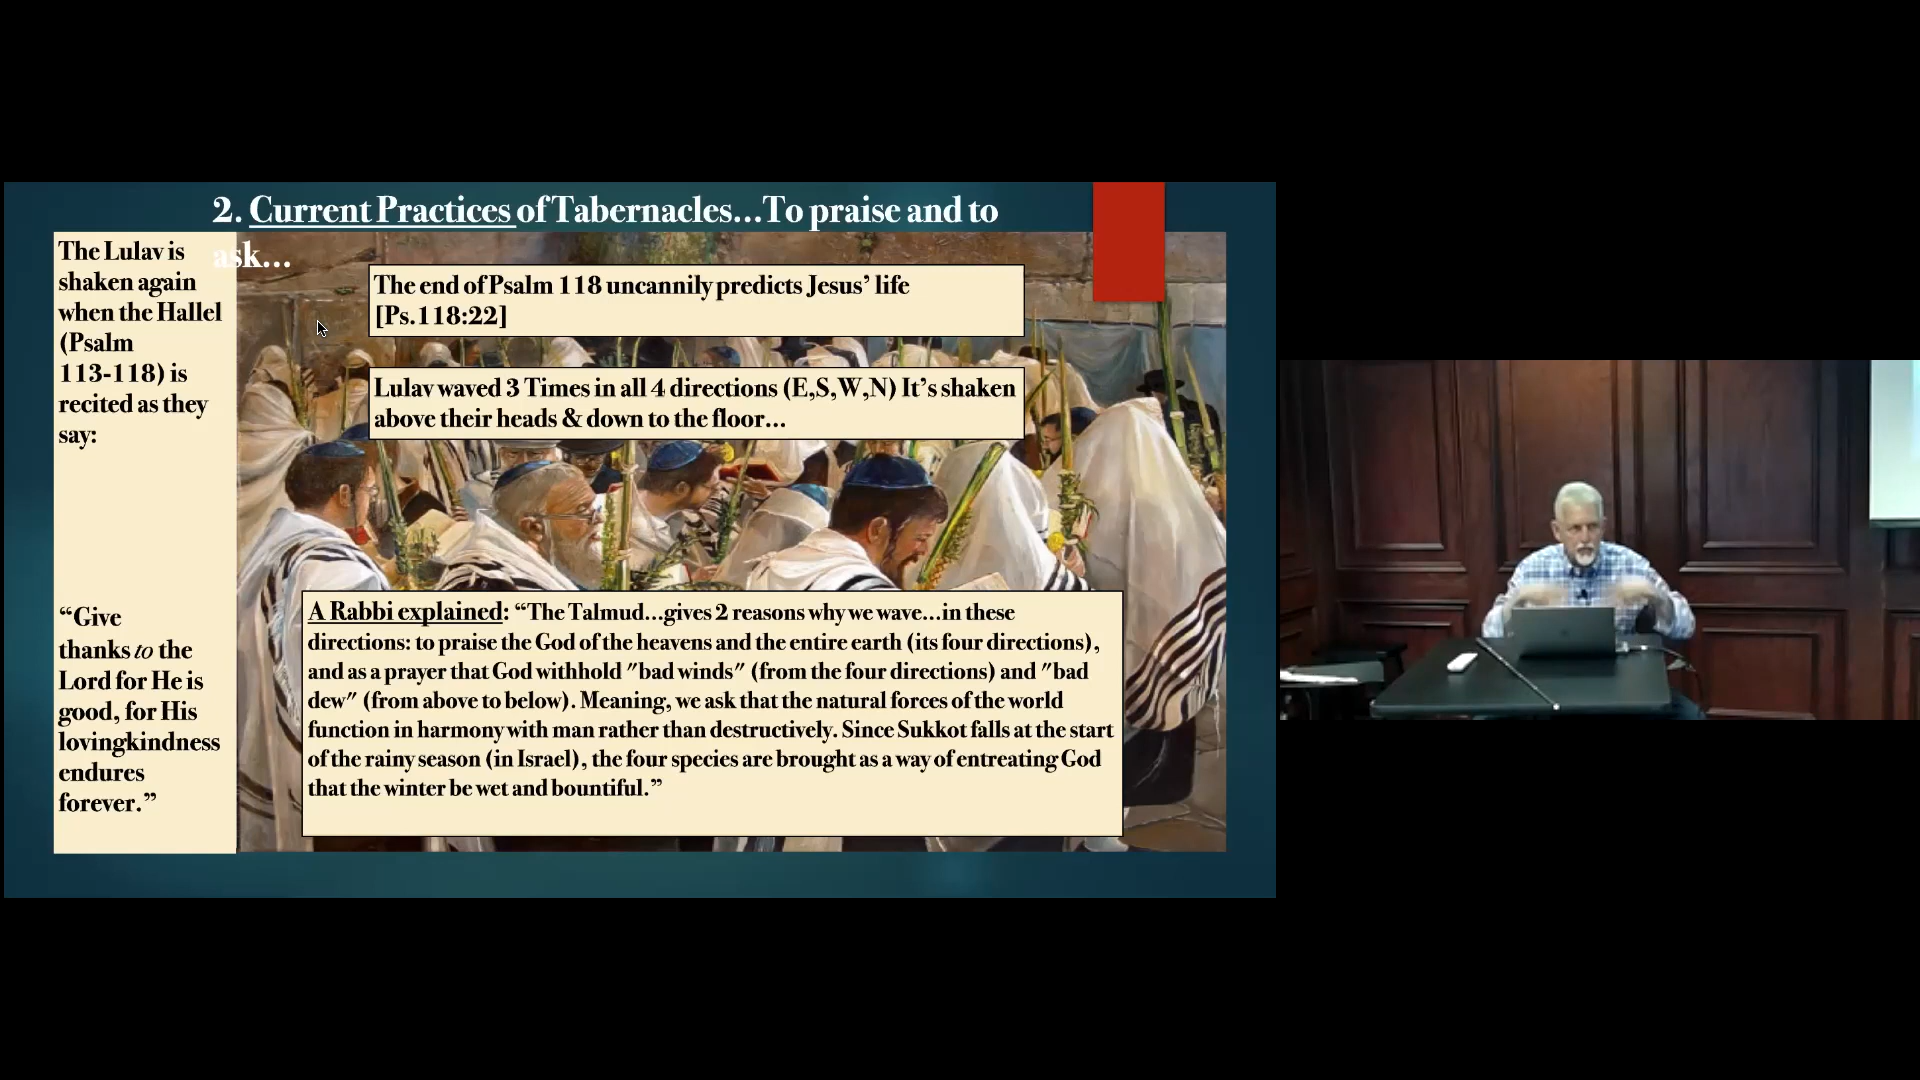 2. Current Practices of Tabernacles...To praise and to
ask...
The Lulav is
shaken again
when the Hallel
(Psalm
113-118) is
recited as they
say:
“Give
thanks to the
Lord for He is
good, for His
lovingkindness
endures
forever.”
The end of Psalm 118 uncannily predicts Jesus’ life
[Ps.118:22]
Lulav waved 3 Times in all 4 directions (E,S,W,N) It’s shaken
above their heads & down to the floor...
A Rabbi explained: “The Talmud...gives 2 reasons why we wave...in these
directions: to praise the God of the heavens and the entire earth (its four directions),
and as a prayer that God withhold "bad winds" (from the four directions) and "bad
dew" (from above to below). Meaning, we ask that the natural forces of the world
function in harmony with man rather than destructively. Since Sukkot falls at the start
of the rainy season (in Israel), the four species are brought as a way of entreating God
that the winter be wet and bountiful.”